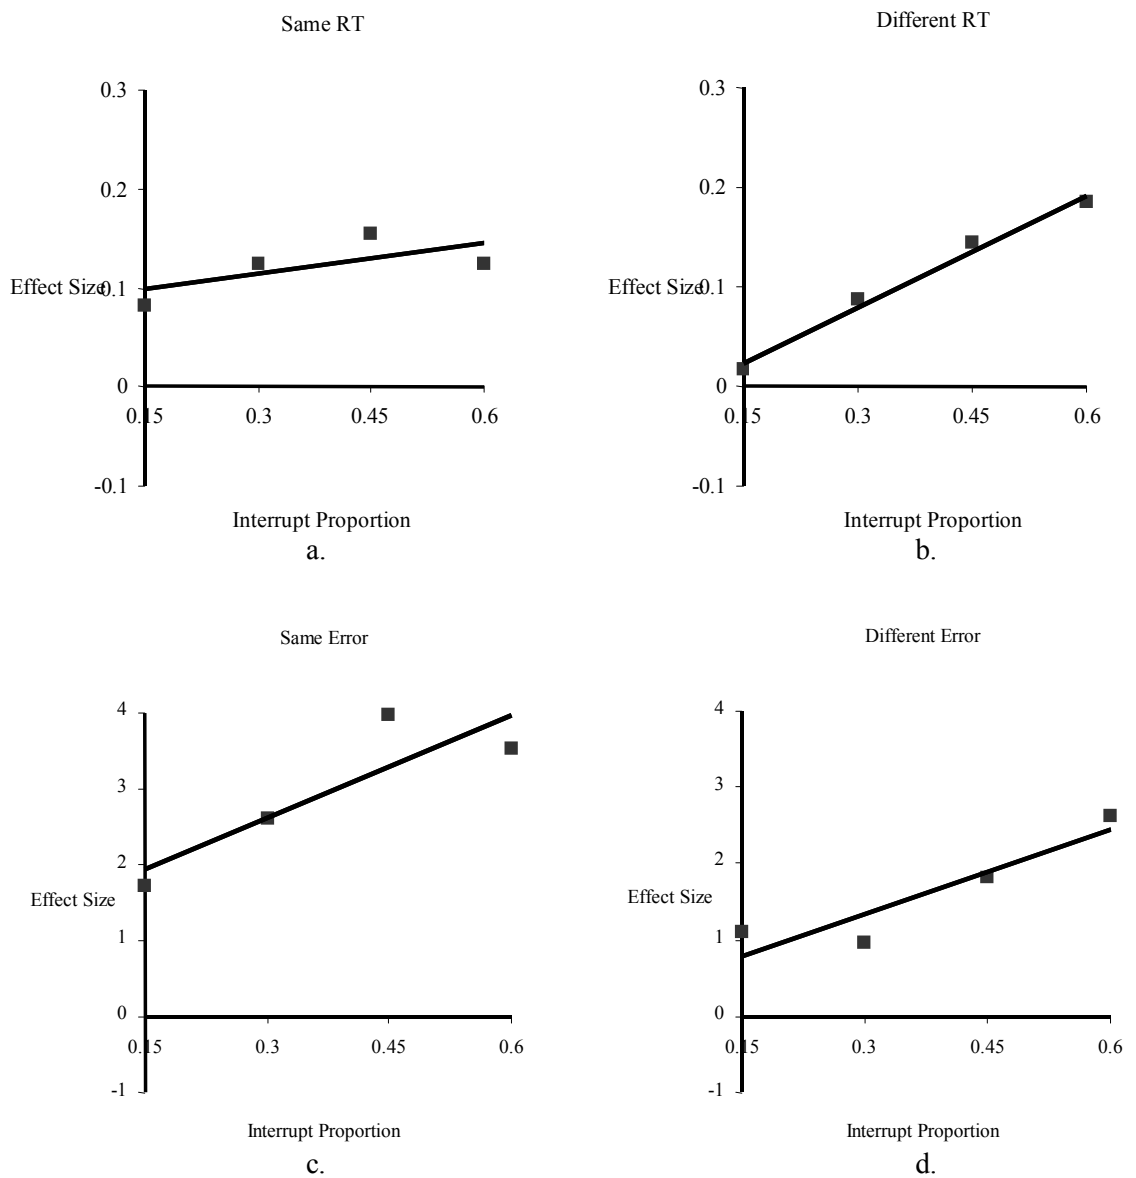 Same RT
0.3
0.2
Effect Size
0.1
0
0.15 0.3 0.45 0.6
-0.1
Interrupt Proportion
a.
Different RT
0.3
0.2
Effect Size
0.1
0
0.15 0.3 0.45 0.6
-0.1
Interrupt Proportion
b.
Same Error
4
3
2
Effect Size
1
0
0.15 0.3 0.45 0.6
-1
Interrupt Proportion
c.
Different Error
4
3
2
Effect Size
1
0
0.15 0.3 0.45 0.6
-1
Interrupt Proportion
d.